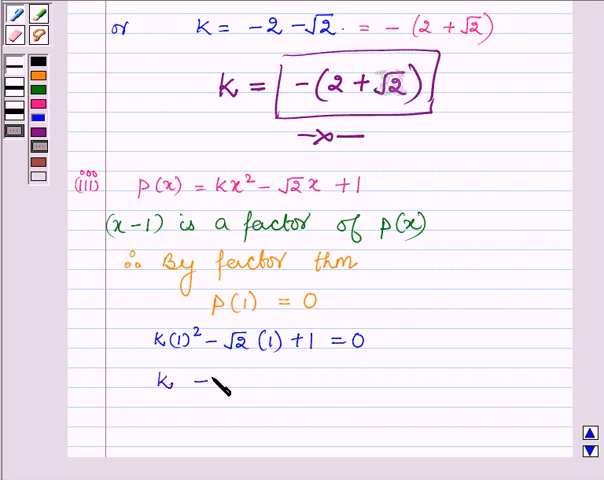 or K = -2 -√2. = - (2 + √2)
K = -(2 + √2)
(iii) p(x) = Kx² - √2x + 1
(x-1) is a factor of p(x)
∴ By factor thm
p(1) = 0
k(1)² - √2 (1) + 1 = 0
k -